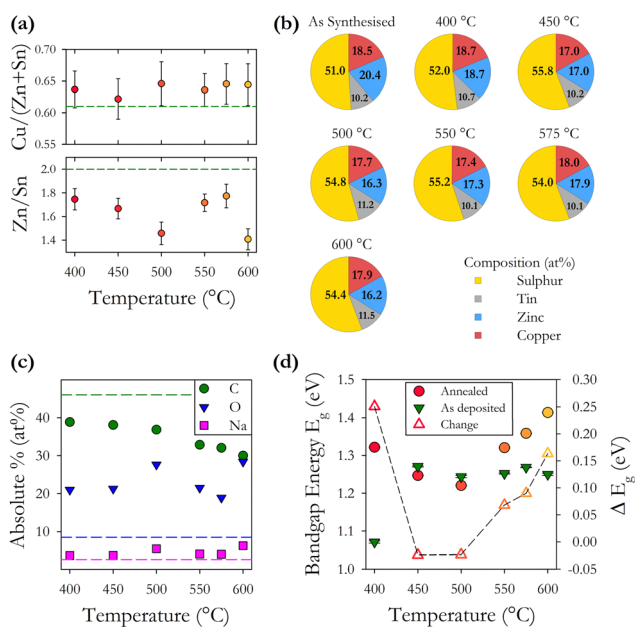 (a)
Cu/(Zn+Sn)
0.70
0.65
0.60
0.55
Zn/Sn
2.0
1.8
1.6
1.4
400 450 500 550 600
Temperature (°C)
(b)
As Synthesised 400 °C 450 °C
18.5 20.4 10.2 51.0
18.7 18.7 10.7 52.0
17.0 17.0 10.2 55.8
500 °C 550 °C 575 °C
17.7 16.3 11.2 54.8
17.4 17.3 10.1 55.2
18.0 17.9 10.1 54.0
600 °C
17.9 16.2 11.5 54.4
Composition (at%)
Sulphur
Tin
Zinc
Copper
(c)
Absolute % (at%)
40
30
20
10
C
O
Na
400 450 500 550 600
Temperature (°C)
(d)
Bandgap Energy Eg (eV)
1.5
1.4
1.3
1.2
1.1
1.0
Annealed
As deposited
Change
0.30
0.25
0.20
0.15
0.10
0.05
0.00
-0.05
Δ Eg (eV)
400 450 500 550 600
Temperature (°C)